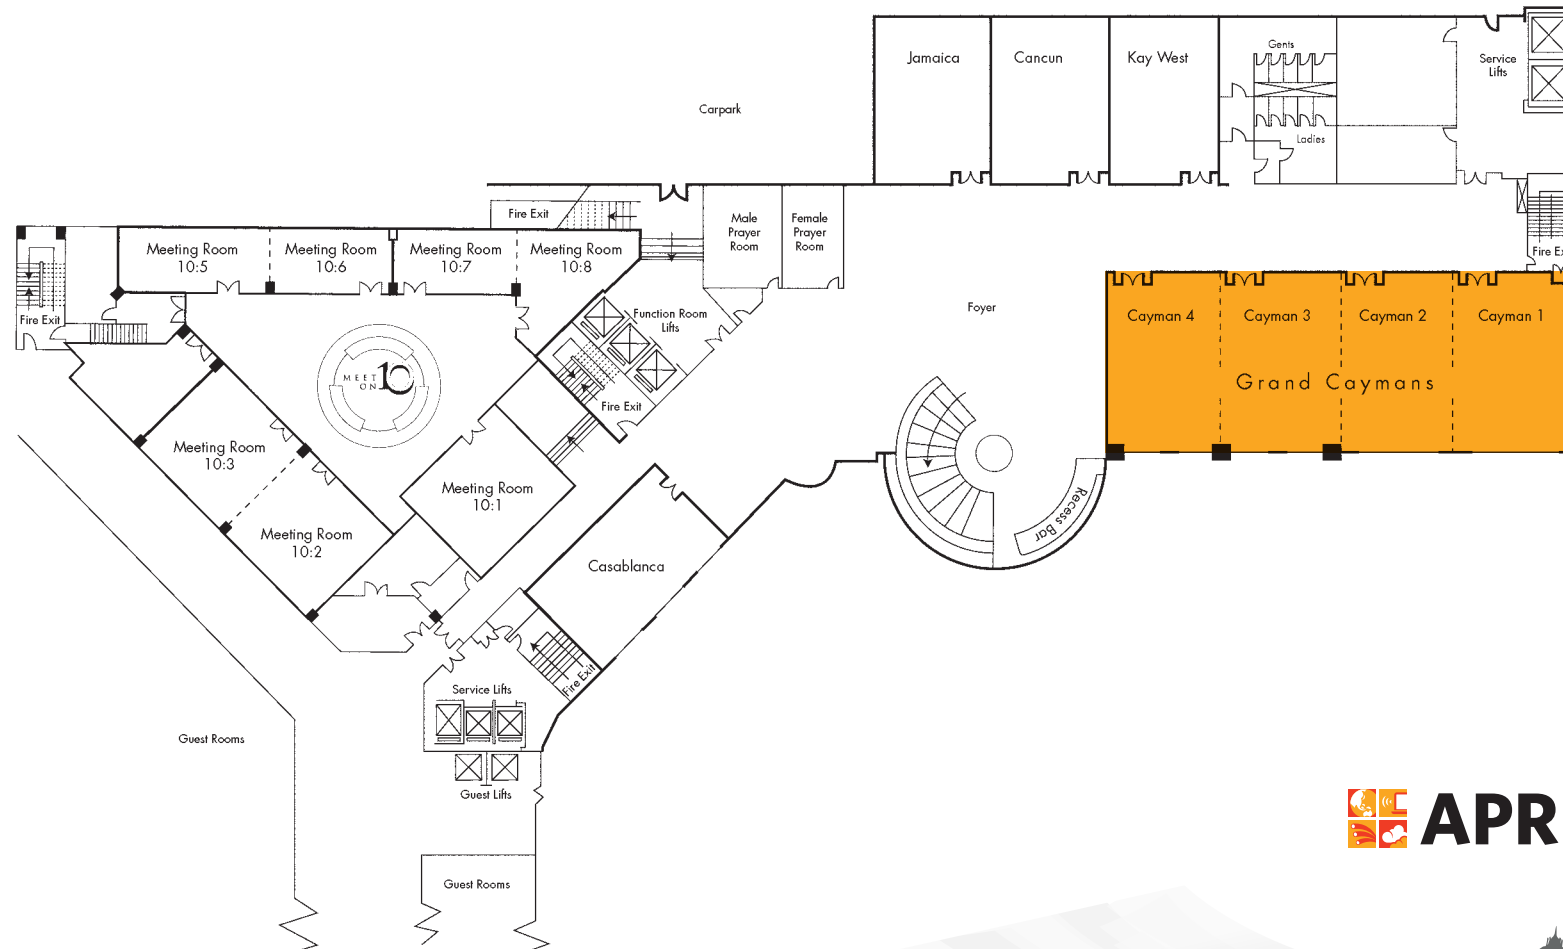 Jamaica
Cancun
Kay West
Gents
Ladies
Service
Lifts
Carpark
Fire Exit
Male
Prayer
Room
Female
Prayer
Room
Meeting Room
10:5
Meeting Room
10:6
Meeting Room
10:7
Meeting Room
10:8
Fire Ex
Fire Exit
Function Room
Lifts
Foyer
Cayman 4
Cayman 3
Cayman 2
Cayman 1
Grand Caymans
MEET
ON
10
Fire Exit
Meeting Room
10:3
Meeting Room
10:1
Meeting Room
10:2
Recess Bar
Casablanca
Fire Exit
Service Lifts
Guest Rooms
Guest Lifts
Guest Rooms
APR